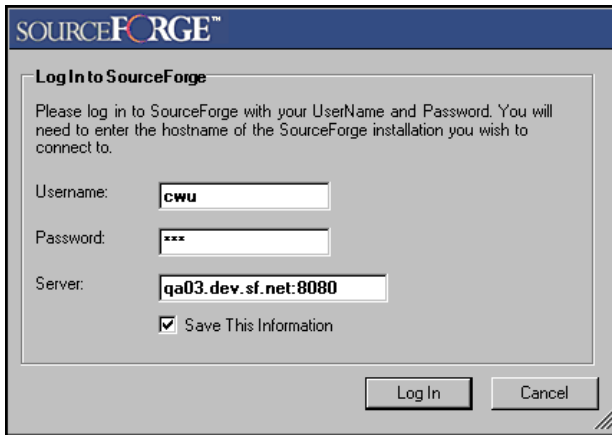 SOURCEFORGE™
Log In to SourceForge
Please log in to SourceForge with your UserName and Password. You will
need to enter the hostname of the SourceForge installation you wish to
connect to.
Username:
cwu
Password:
***
Server:
qa03.dev.sf.net:8080
Save This Information
Log In
Cancel